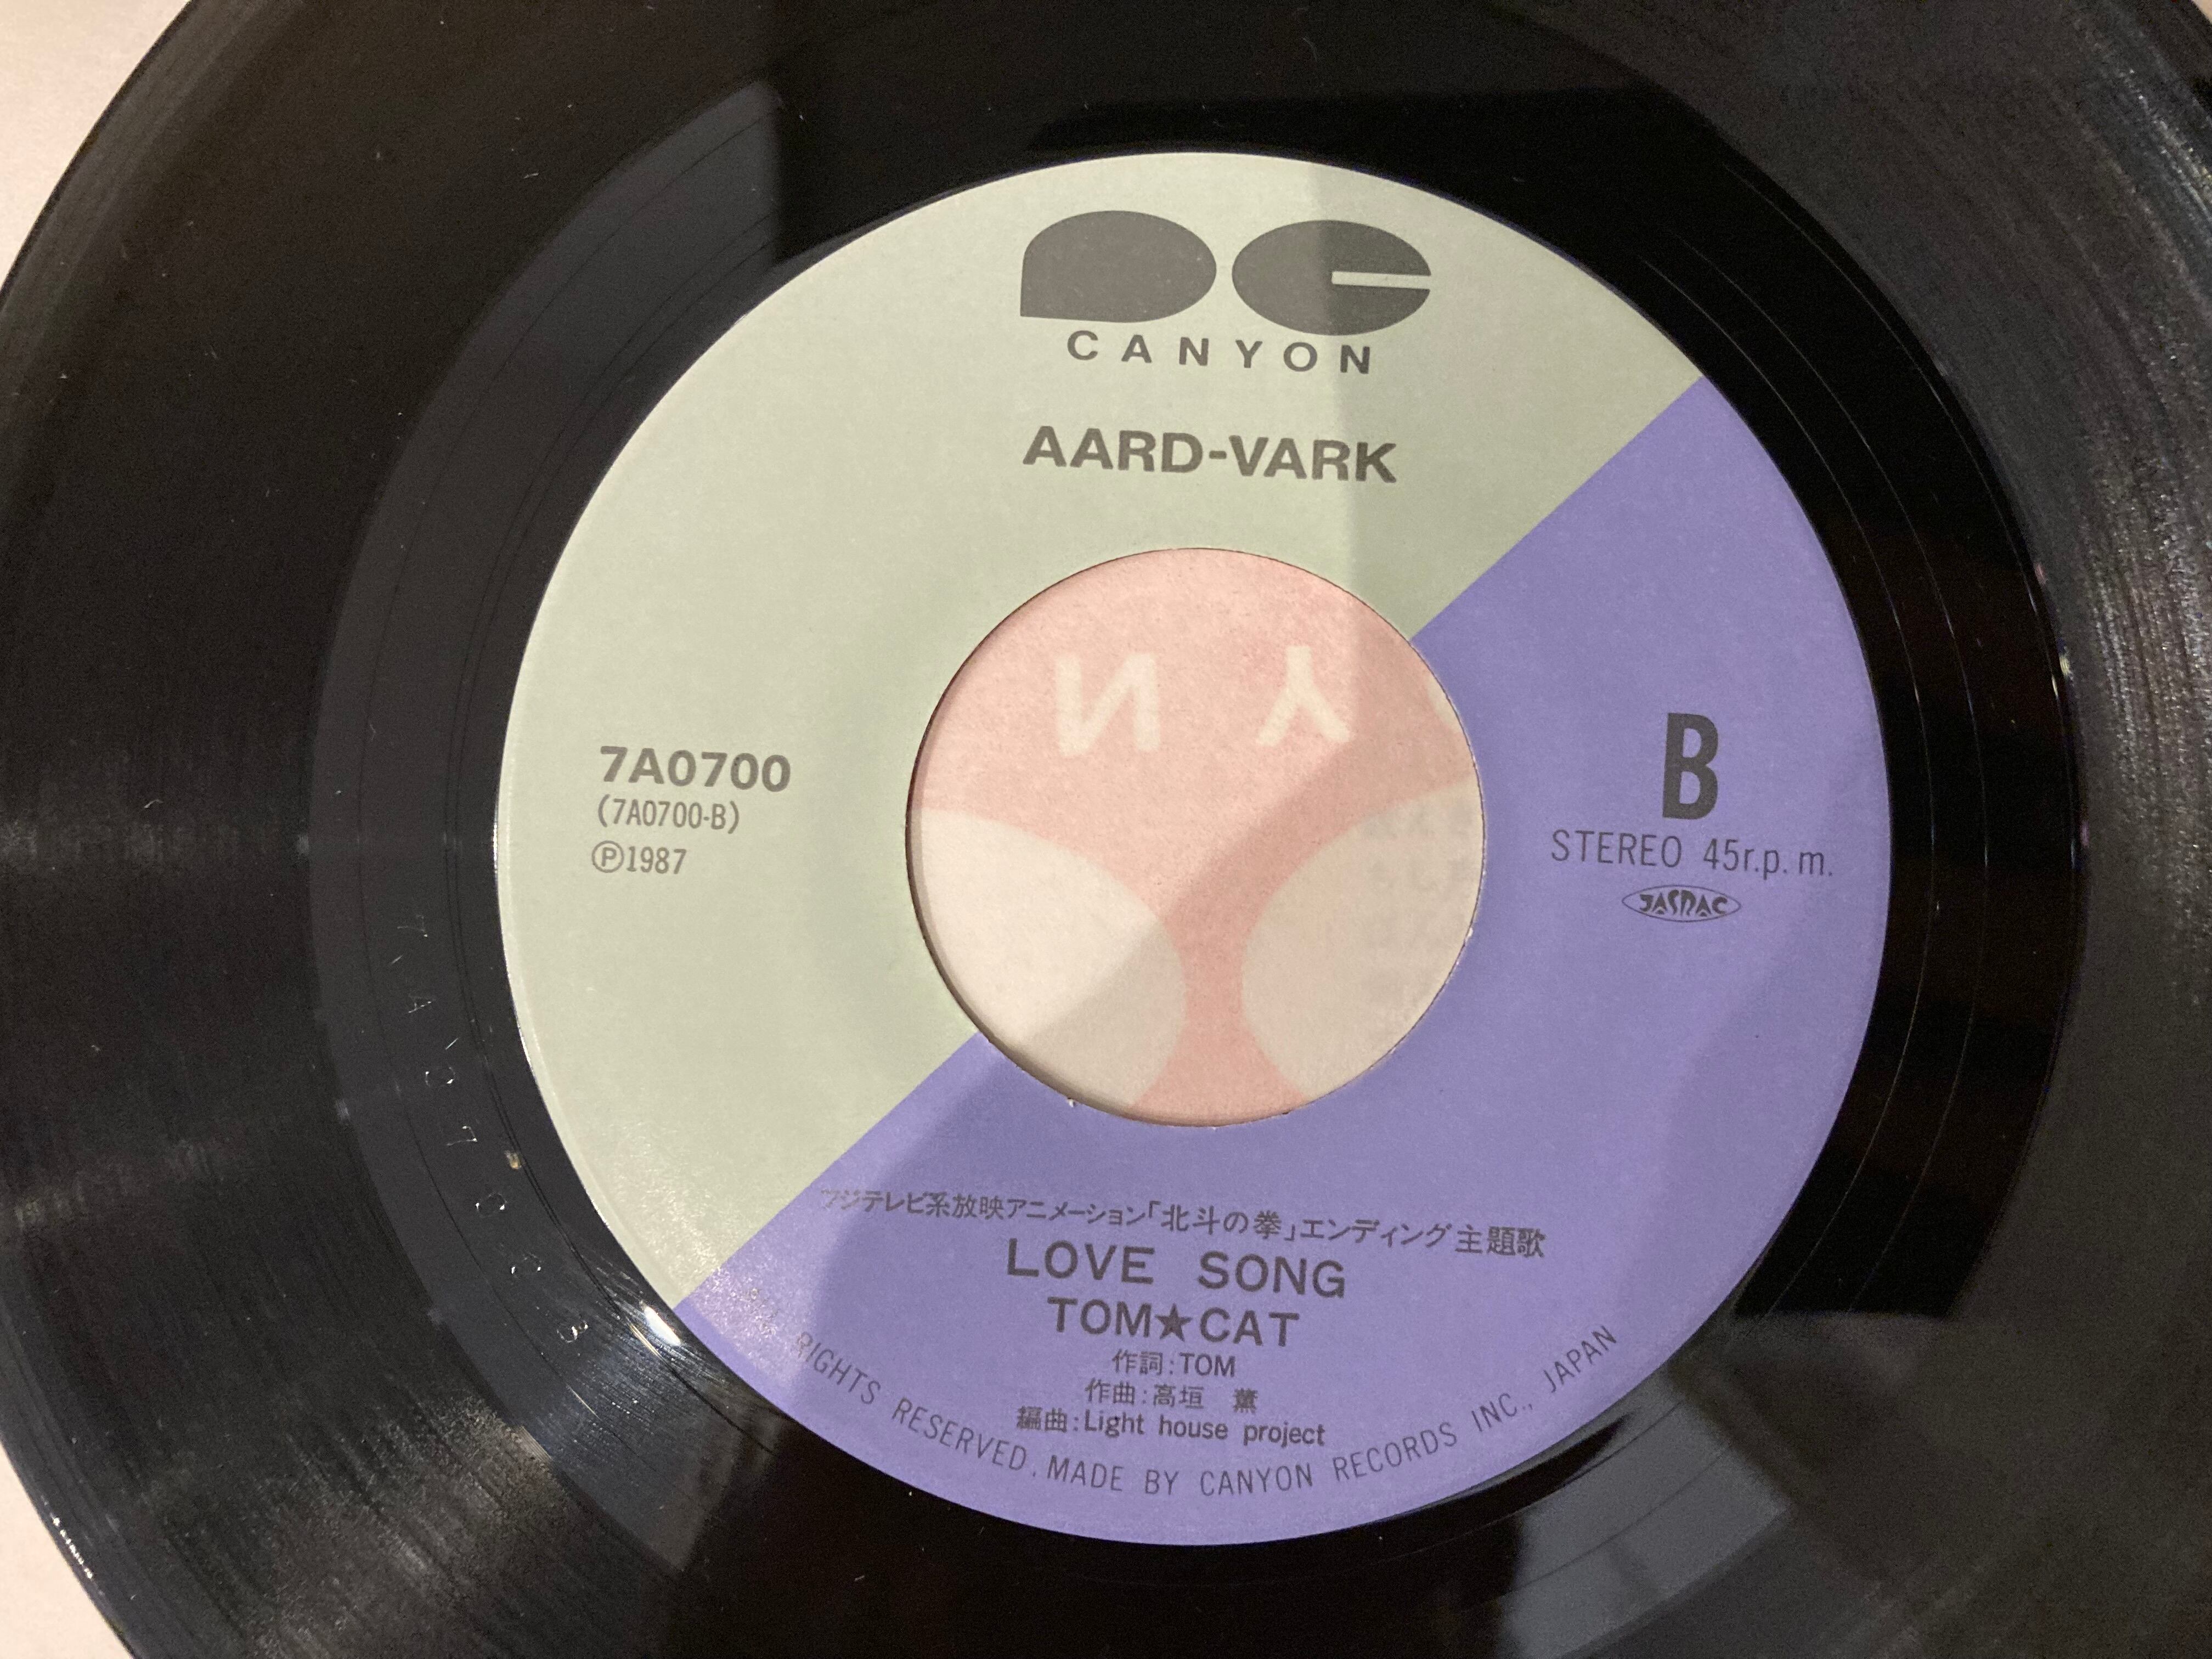 CANYON
AARD-VARK
7A0700
(7A0700-B)
Ⓟ1987
B
STEREO 45r.p.m.
JASRAC
フジテレビ系放映アニメーション「北斗の拳」エンディング主題歌
LOVE SONG
TOM★CAT
作詞:TOM
作曲:高垣 薫
編曲:Light house project
RIGHTS RESERVED. MADE BY CANYON RECORDS INC., JAPAN
7A0700B
N Y